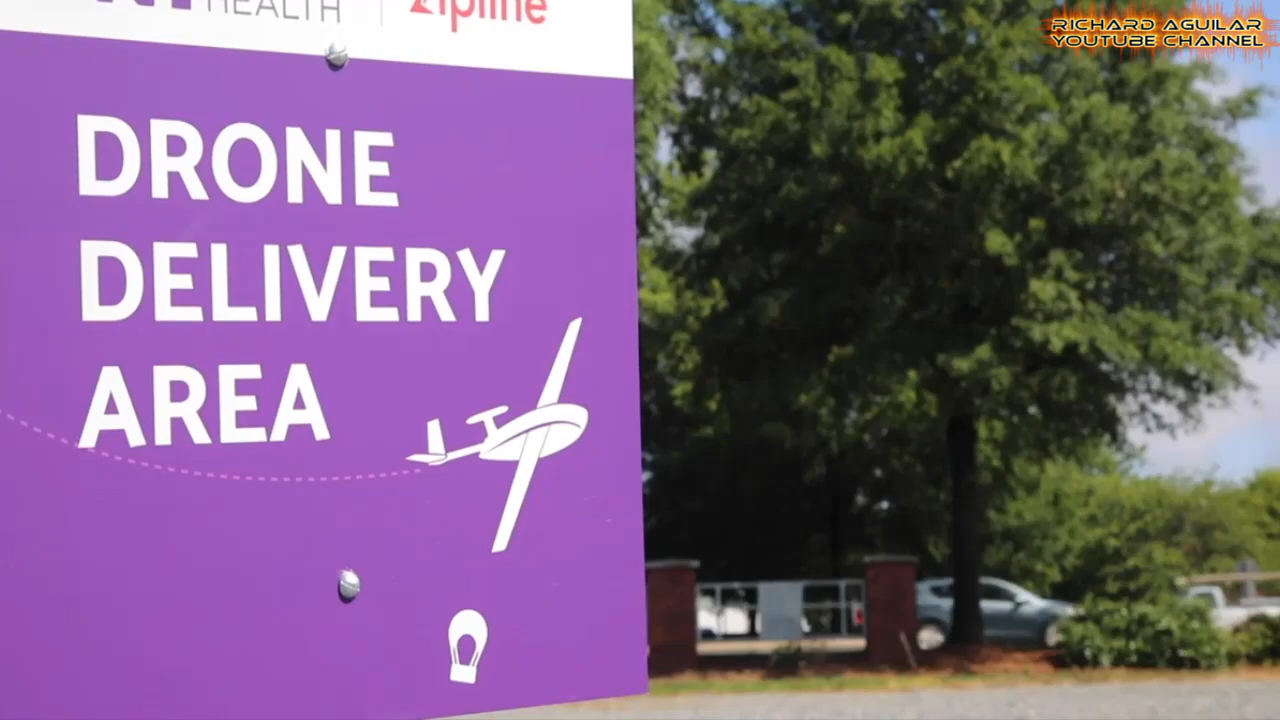 HEALTH
zipline
RICHARD AGUILAR
YOUTUBE CHANNEL
DRONE
DELIVERY
AREA